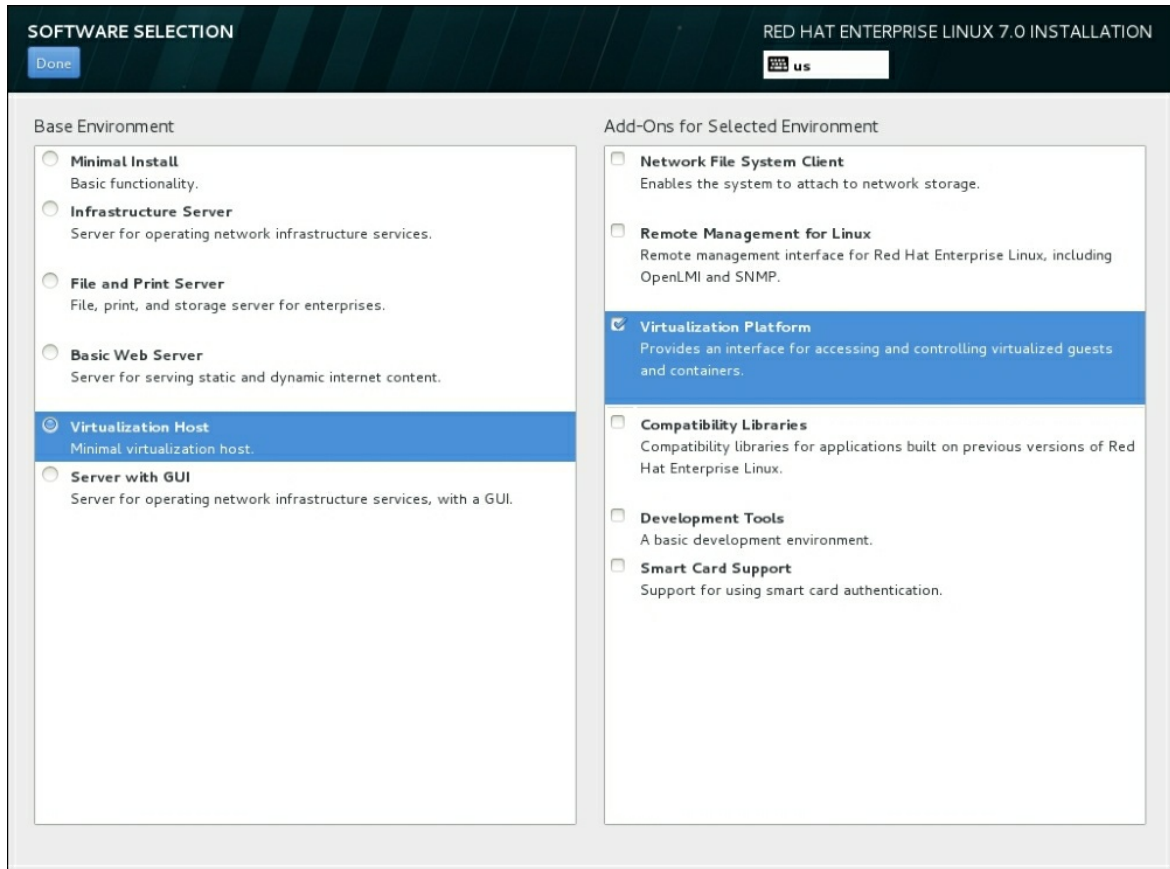 SOFTWARE SELECTION
RED HAT ENTERPRISE LINUX 7.0 INSTALLATION
Done
us
Base Environment
Minimal Install
Basic functionality.
Infrastructure Server
Server for operating network infrastructure services.
File and Print Server
File, print, and storage server for enterprises.
Basic Web Server
Server for serving static and dynamic internet content.
Virtualization Host
Minimal virtualization host.
Server with GUI
Server for operating network infrastructure services, with a GUI.
Add-Ons for Selected Environment
Network File System Client
Enables the system to attach to network storage.
Remote Management for Linux
Remote management interface for Red Hat Enterprise Linux, including
OpenLMI and SNMP.
Virtualization Platform
Provides an interface for accessing and controlling virtualized guests
and containers.
Compatibility Libraries
Compatibility libraries for applications built on previous versions of Red
Hat Enterprise Linux.
Development Tools
A basic development environment.
Smart Card Support
Support for using smart card authentication.